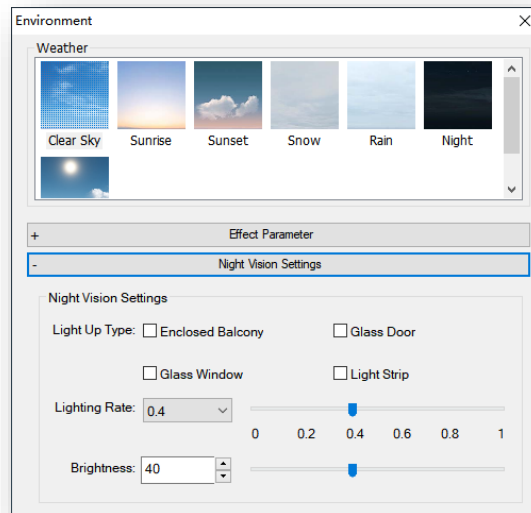 Environment
Weather
Clear Sky Sunrise Sunset Snow Rain Night
+ Effect Parameter
- Night Vision Settings
Night Vision Settings
Light Up Type: Enclosed Balcony Glass Door
Glass Window Light Strip
Lighting Rate: 0.4
0 0.2 0.4 0.6 0.8 1
Brightness: 40